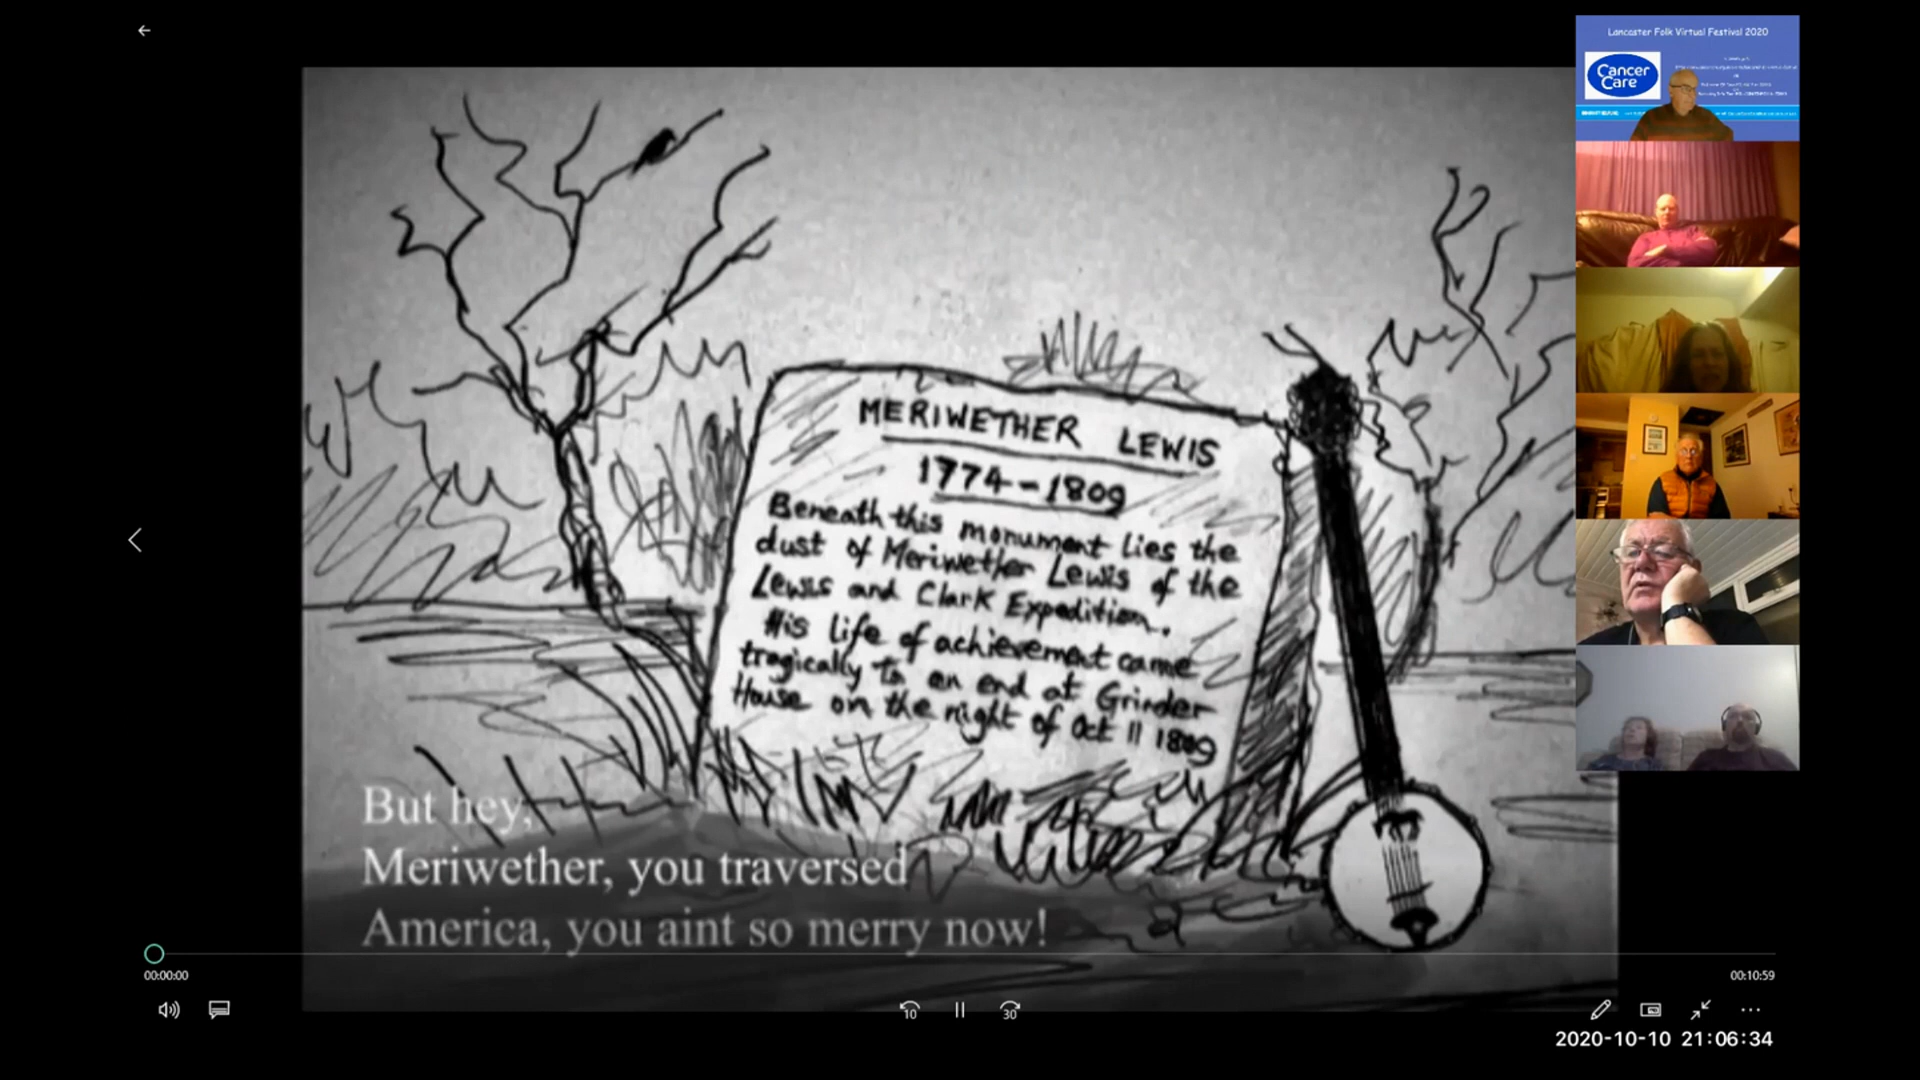 Lancaster Folk Virtual Festival 2020
Cancer
Care
MERIWETHER LEWIS
1774-1809
Beneath this monument lies the
dust of Meriwether Lewis of the
Lewis and Clark Expedition.
His life of achievement came
tragically to an end at Grinder
House on the night of Oct 11 1809
But hey,
Meriwether, you traversed
America, you aint so merry now!
00:00:00
00:10:59
10
30
2020-10-10 21:06:34